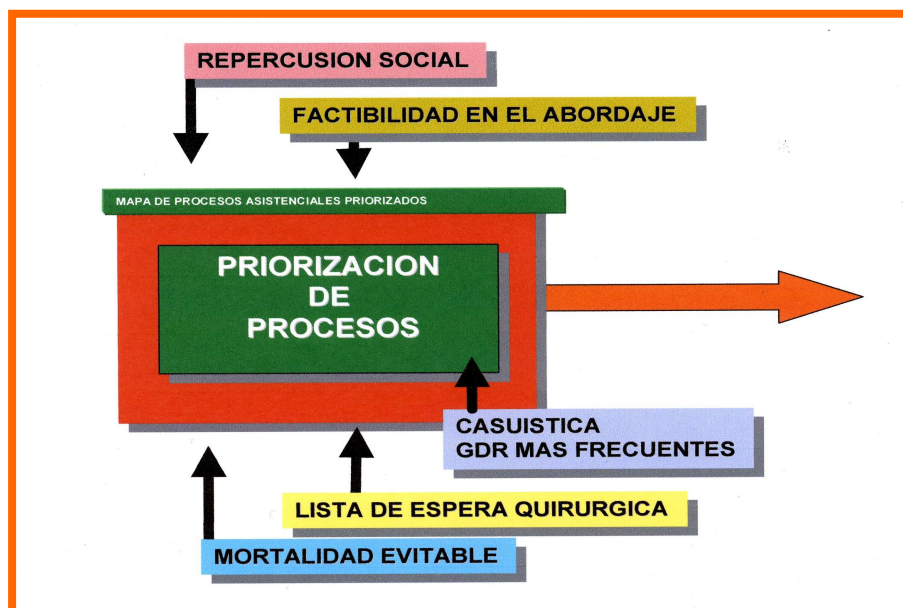 REPERCUSION SOCIAL
FACTIBILIDAD EN EL ABORDAJE
MAPA DE PROCESOS ASISTENCIALES PRIORIZADOS
PRIORIZACION
DE
PROCESOS
CASUISTICA
GDR MAS FRECUENTES
LISTA DE ESPERA QUIRURGICA
MORTALIDAD EVITABLE